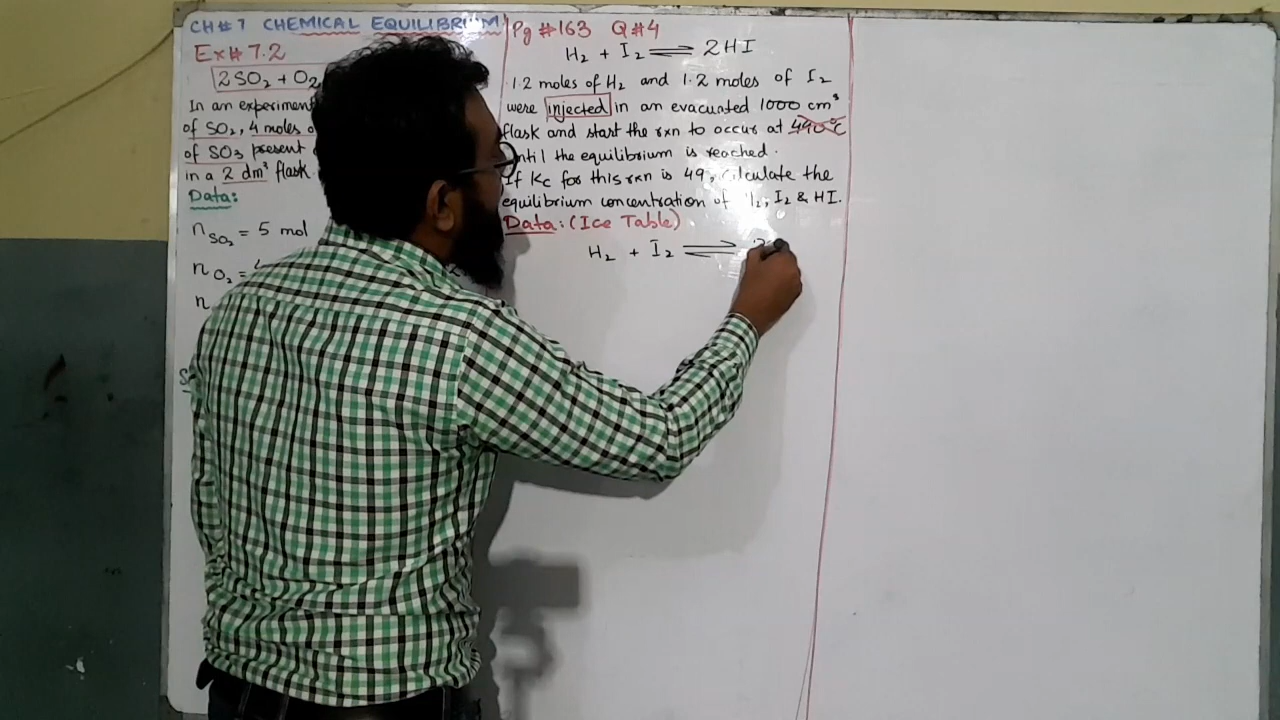 CH#7 CHEMICAL EQUILIBRIUM
Ex# 7.2
2SO₂ + O₂
In an experiment
of SO₂, 4 moles
of SO₃ present
in a 2 dm³ flask
Data:
n SO₂ = 5 mol
n O₂ =
n
Pg #163 Q#4
H₂ + I₂ ⇌ 2HI
1.2 moles of H₂ and 1.2 moles of I₂
were injected in an evacuated 1000 cm³
flask and start the rxn to occur at 490°C
until the equilibrium is reached.
If Kc for this rxn is 49, calculate the
equilibrium concentration of H₂, I₂ & HI.
Data: (Ice Table)
H₂ + I₂ ⇌ 2